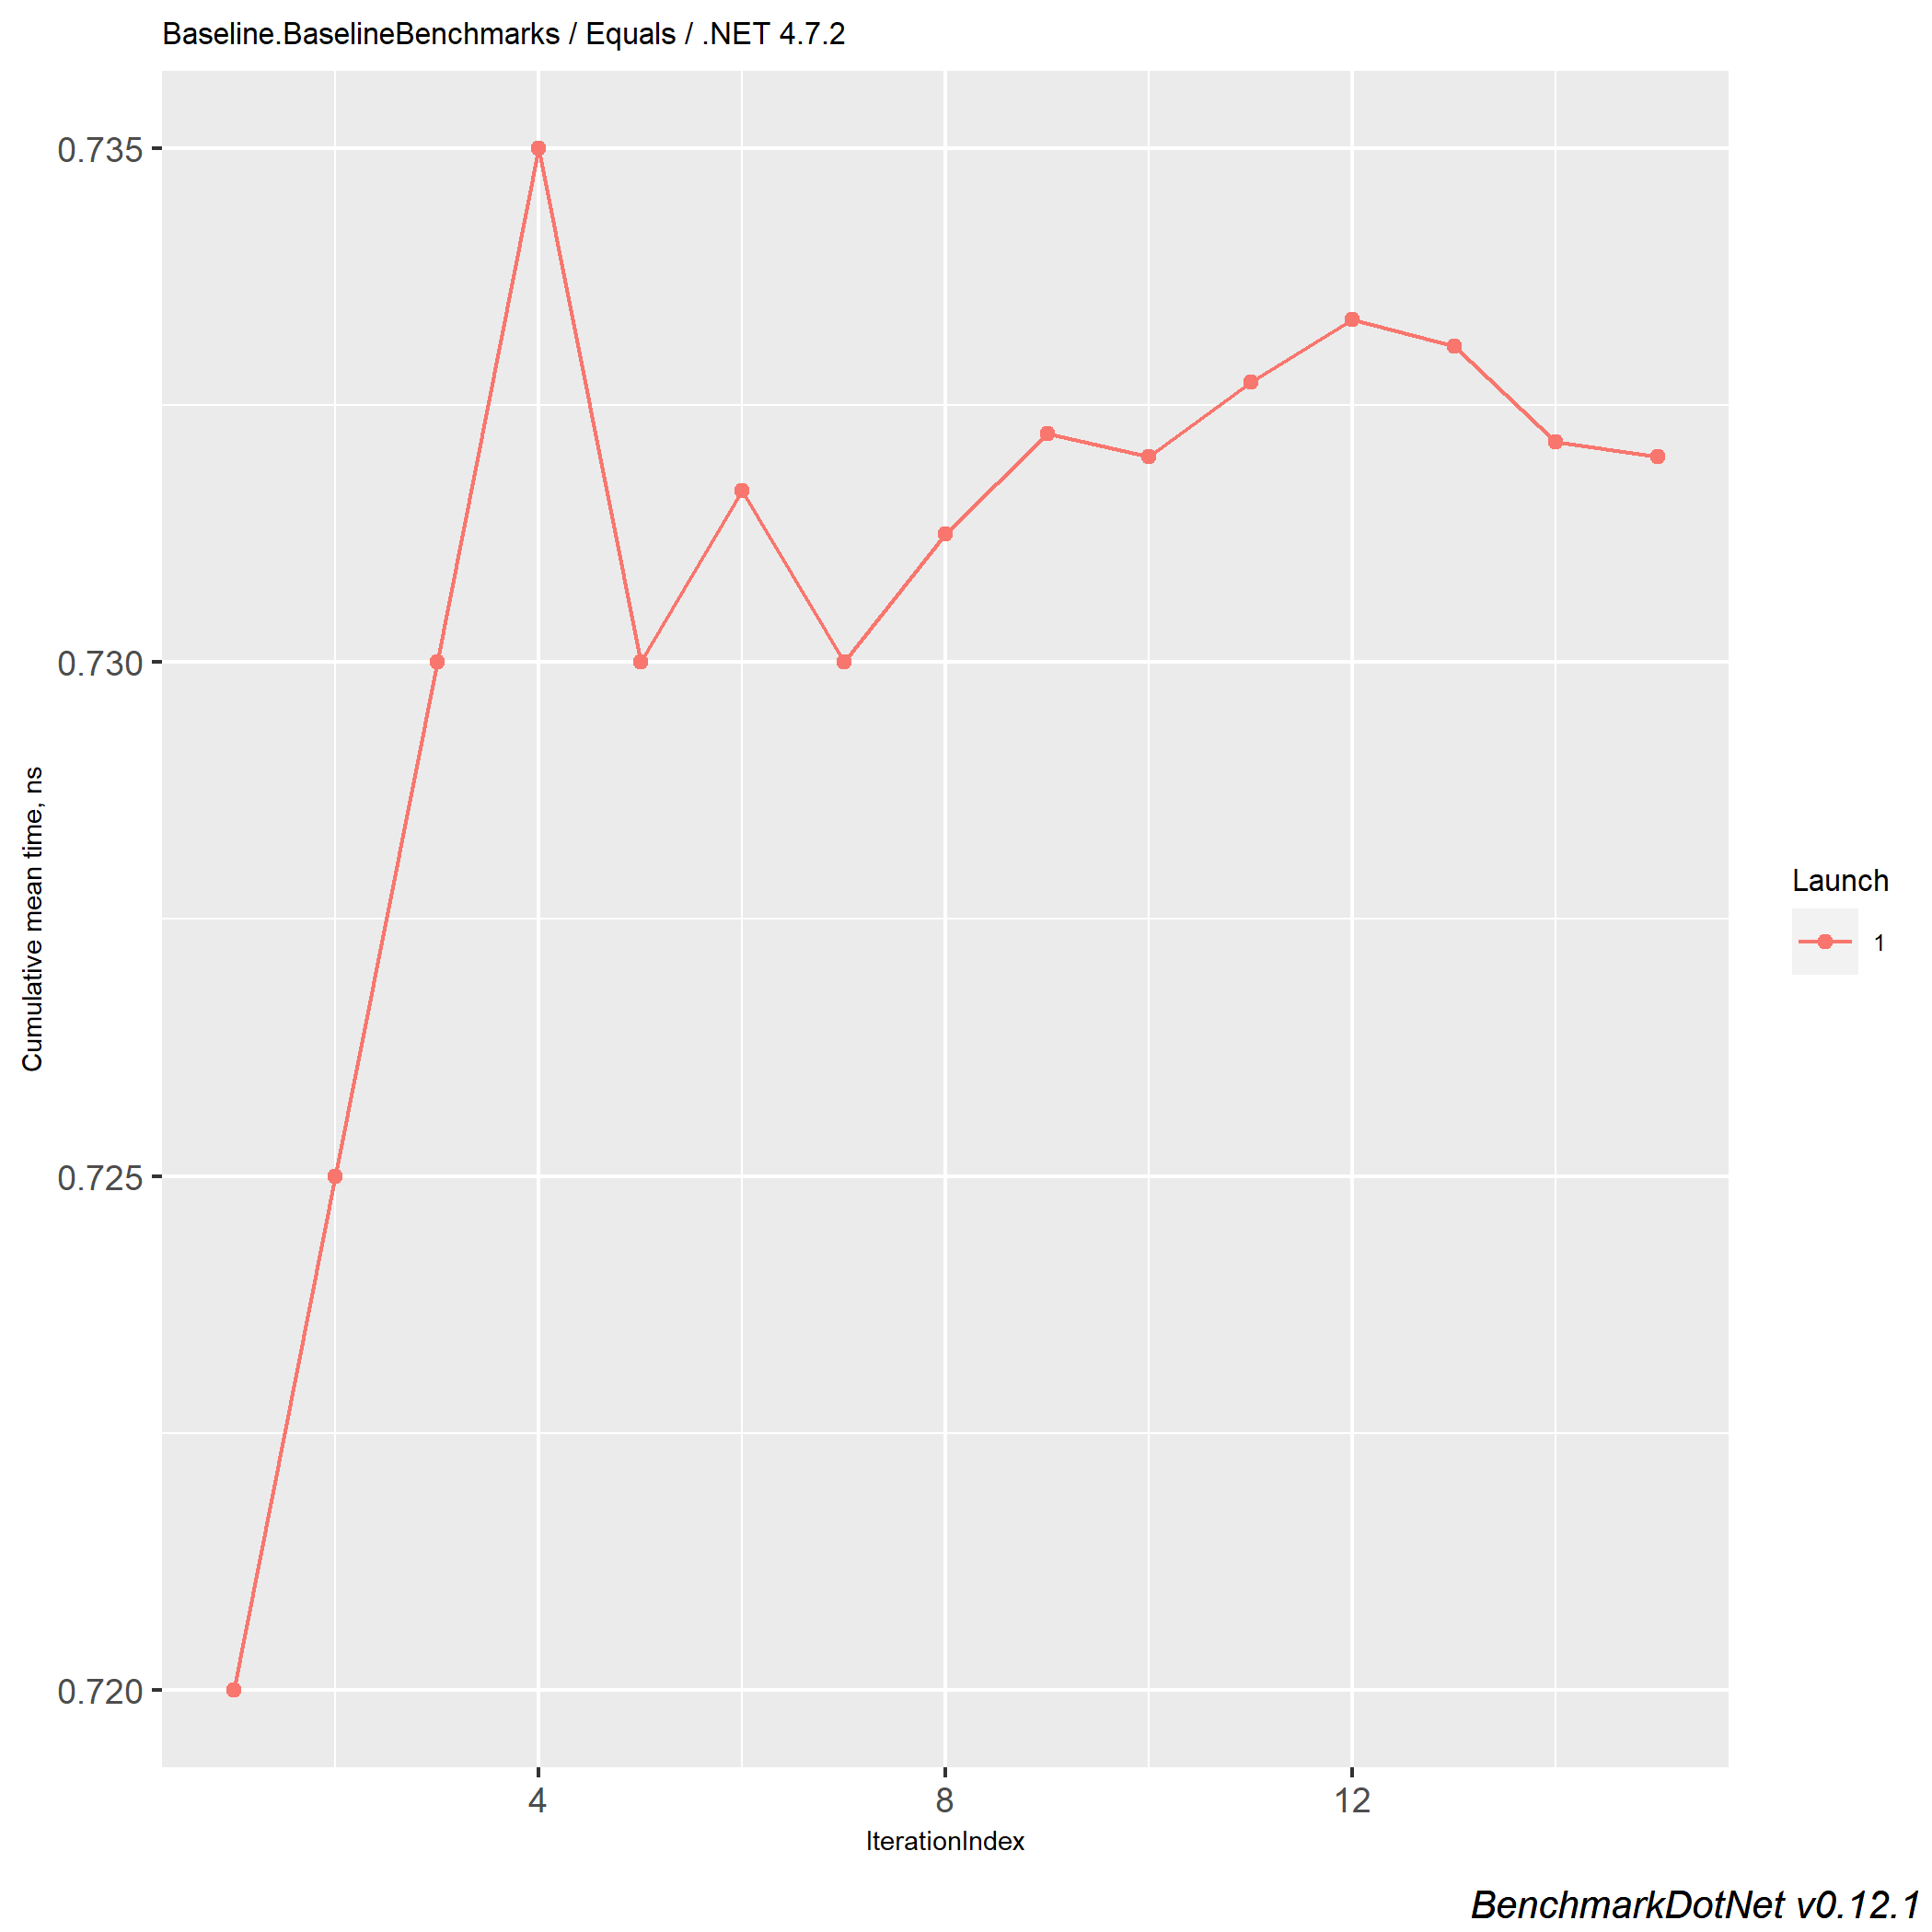 Baseline.BaselineBenchmarks / Equals / .NET 4.7.2
0.735
0.730
0.725
0.720
Cumulative mean time, ns
4 8 12
IterationIndex
Launch
1
BenchmarkDotNet v0.12.1